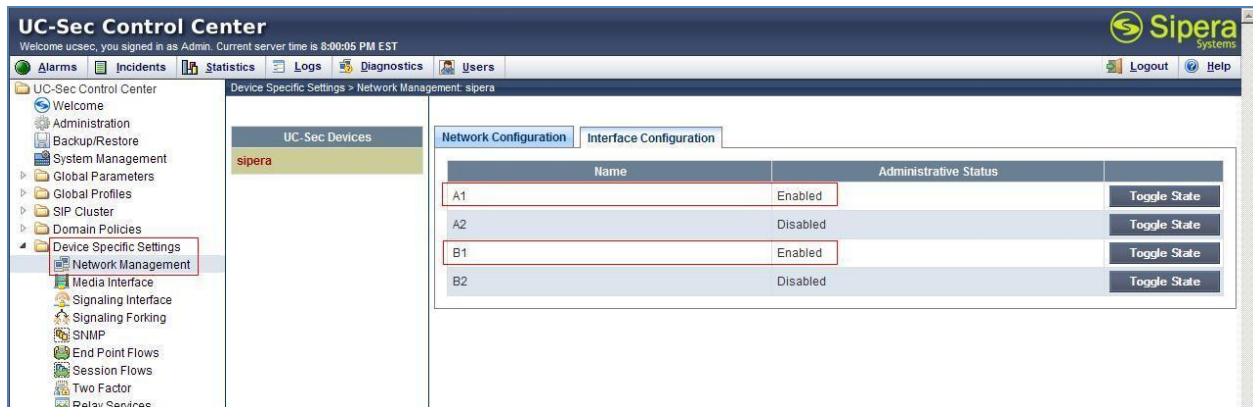 UC-Sec Control Center
Welcome ucsec, you signed in as Admin. Current server time is 8:00:05 PM EST
Sipera
Systems
Alarms Incidents Statistics Logs Diagnostics Users Logout Help
UC-Sec Control Center
Welcome
Administration
Backup/Restore
System Management
Global Parameters
Global Profiles
SIP Cluster
Domain Policies
Device Specific Settings
Network Management
Media Interface
Signaling Interface
Signaling Forking
SNMP
End Point Flows
Session Flows
Two Factor
Relay Services
Device Specific Settings > Network Management: sipera
UC-Sec Devices
sipera
Network Configuration Interface Configuration
Name Administrative Status
A1 Enabled Toggle State
A2 Disabled Toggle State
B1 Enabled Toggle State
B2 Disabled Toggle State